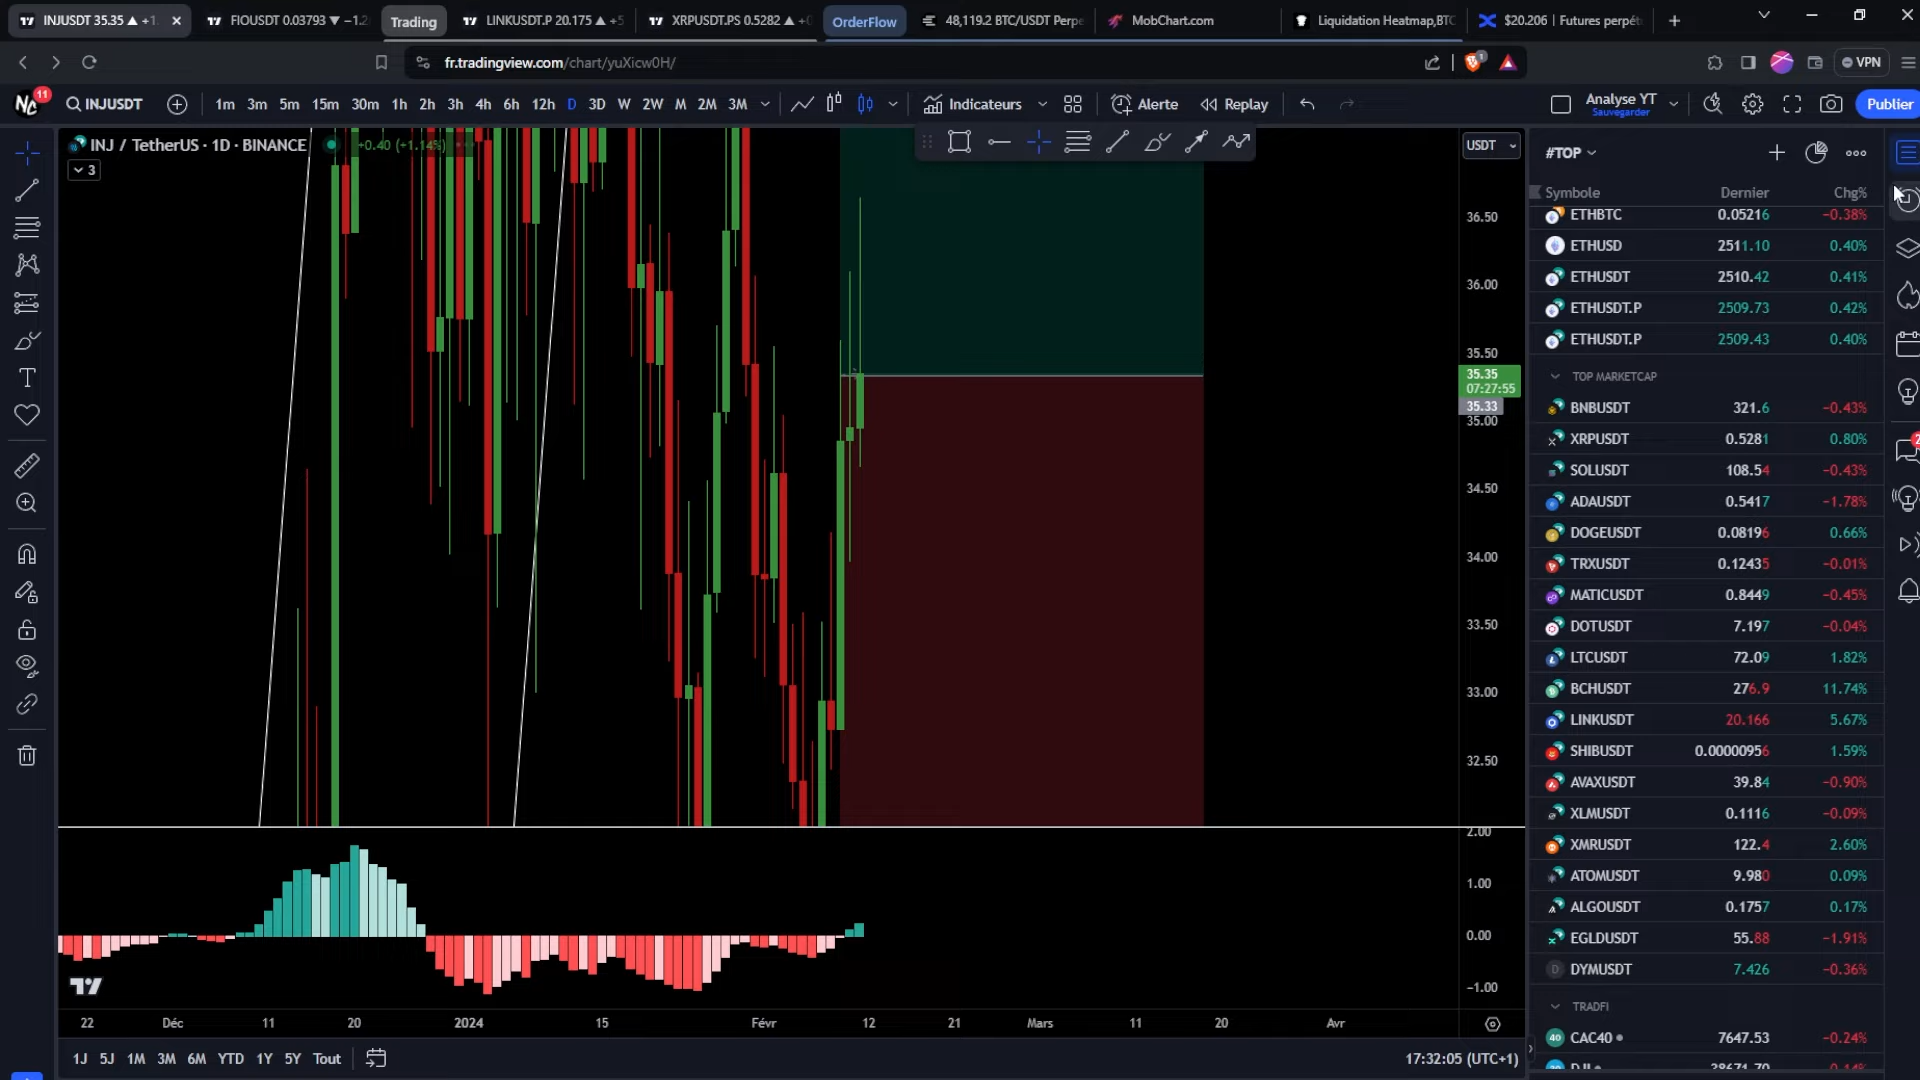 INJUSDT 35.35 ▲ +1.
FIOUSDT 0.03793 ▼ −1.2
Trading
LINKUSDT.P 20.175 ▲ +5
XRPUSDT.PS 0.5282 ▲ +0
OrderFlow
48,119.2 BTC/USDT Perpe
MobChart.com
Liquidation Heatmap,BTC
$20.206 | Futures perpét
fr.tradingview.com/chart/yuXicw0H/
1
VPN
11
INJUSDT
1m 3m 5m 15m 30m 1h 2h 3h 4h 6h 12h D 3D W 2W M 2M 3M
Indicateurs
Alerte
Replay
Analyse YT
Sauvegarder
Publier
INJ / TetherUS · 1D · BINANCE
+0.40 (+1.14%)
3
USDT
36.50
36.00
35.50
35.35
07:27:55
35.33
35.00
34.50
34.00
33.50
33.00
32.50
2.00
1.00
0.00
−1.00
22 Déc 11 20 2024 15 Févr 12 21 Mars 11 20 Avr
1J 5J 1M 3M 6M YTD 1Y 5Y Tout
17:32:05 (UTC+1)
#TOP
Symbole Dernier Chg%
ETHBTC 0.05216 −0.38%
ETHUSD 2511.10 0.40%
ETHUSDT 2510.42 0.41%
ETHUSDT.P 2509.73 0.42%
ETHUSDT.P 2509.43 0.40%
TOP MARKETCAP
BNBUSDT 321.6 −0.43%
XRPUSDT 0.5281 0.80%
SOLUSDT 108.54 −0.43%
ADAUSDT 0.5417 −1.78%
DOGEUSDT 0.08196 0.66%
TRXUSDT 0.12435 −0.01%
MATICUSDT 0.8449 −0.45%
DOTUSDT 7.197 −0.04%
LTCUSDT 72.09 1.82%
BCHUSDT 276.9 11.74%
LINKUSDT 20.166 5.67%
SHIBUSDT 0.00000956 1.59%
AVAXUSDT 39.84 −0.90%
XLMUSDT 0.1116 −0.09%
XMRUSDT 122.4 2.60%
ATOMUSDT 9.980 0.09%
ALGOUSDT 0.1757 0.17%
EGLDUSDT 55.88 −1.91%
D DYMUSDT 7.426 −0.36%
TRADFI
40 CAC40 7647.53 −0.24%